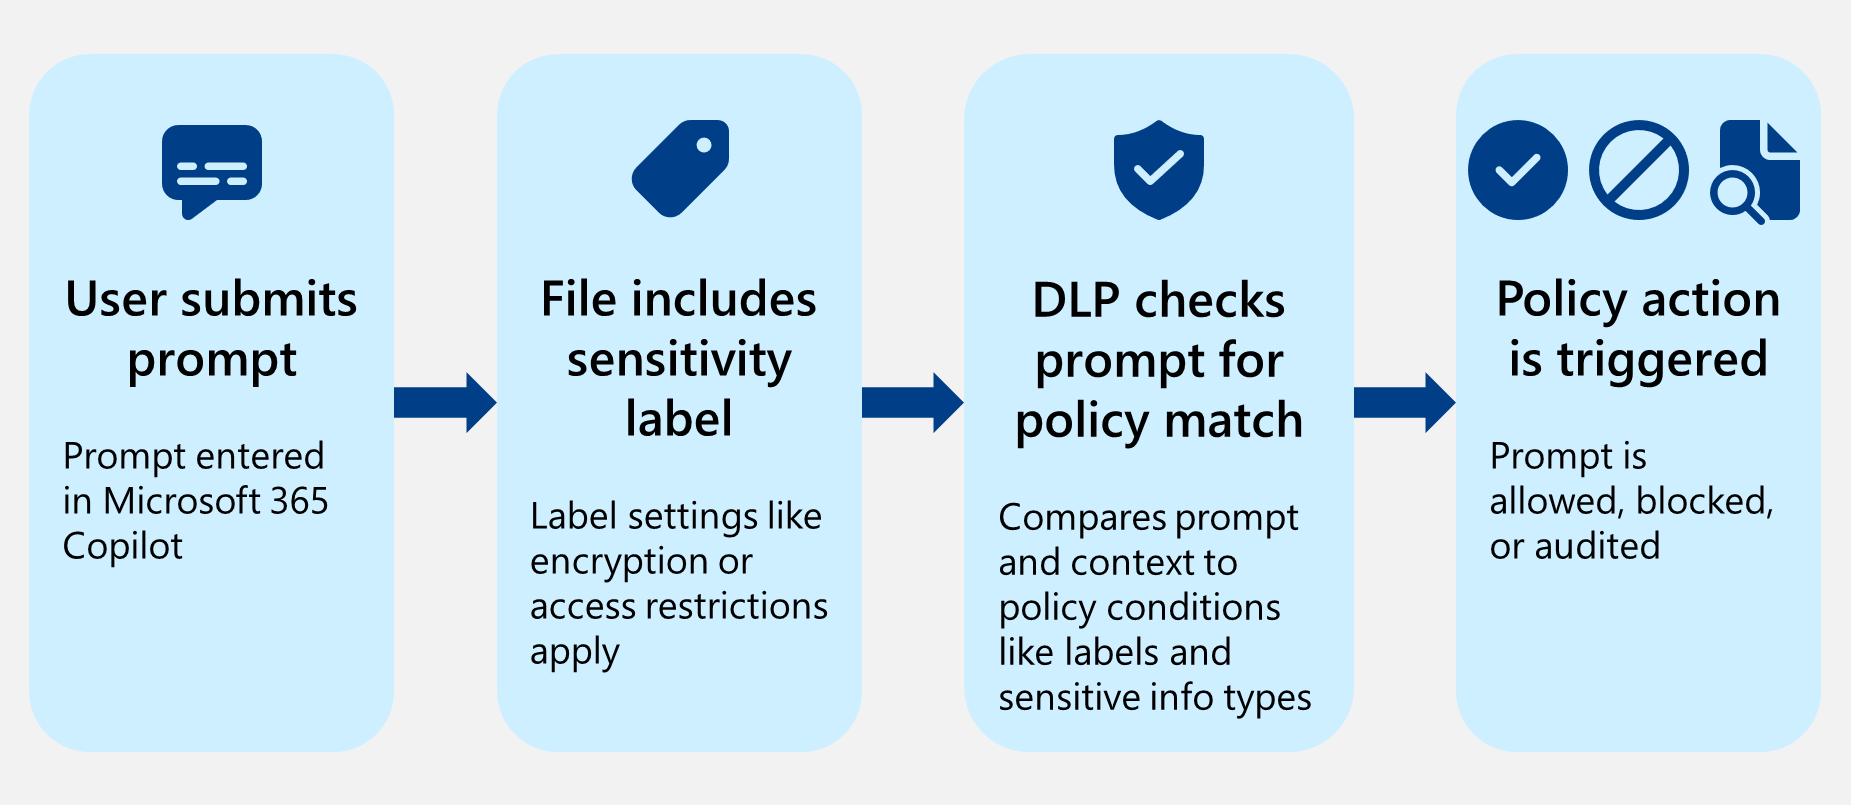 User submits
prompt
Prompt entered
in Microsoft 365
Copilot
File includes
sensitivity
label
Label settings like
encryption or
access restrictions
apply
DLP checks
prompt for
policy match
Compares prompt
and context to
policy conditions
like labels and
sensitive info types
Policy action
is triggered
Prompt is
allowed, blocked,
or audited